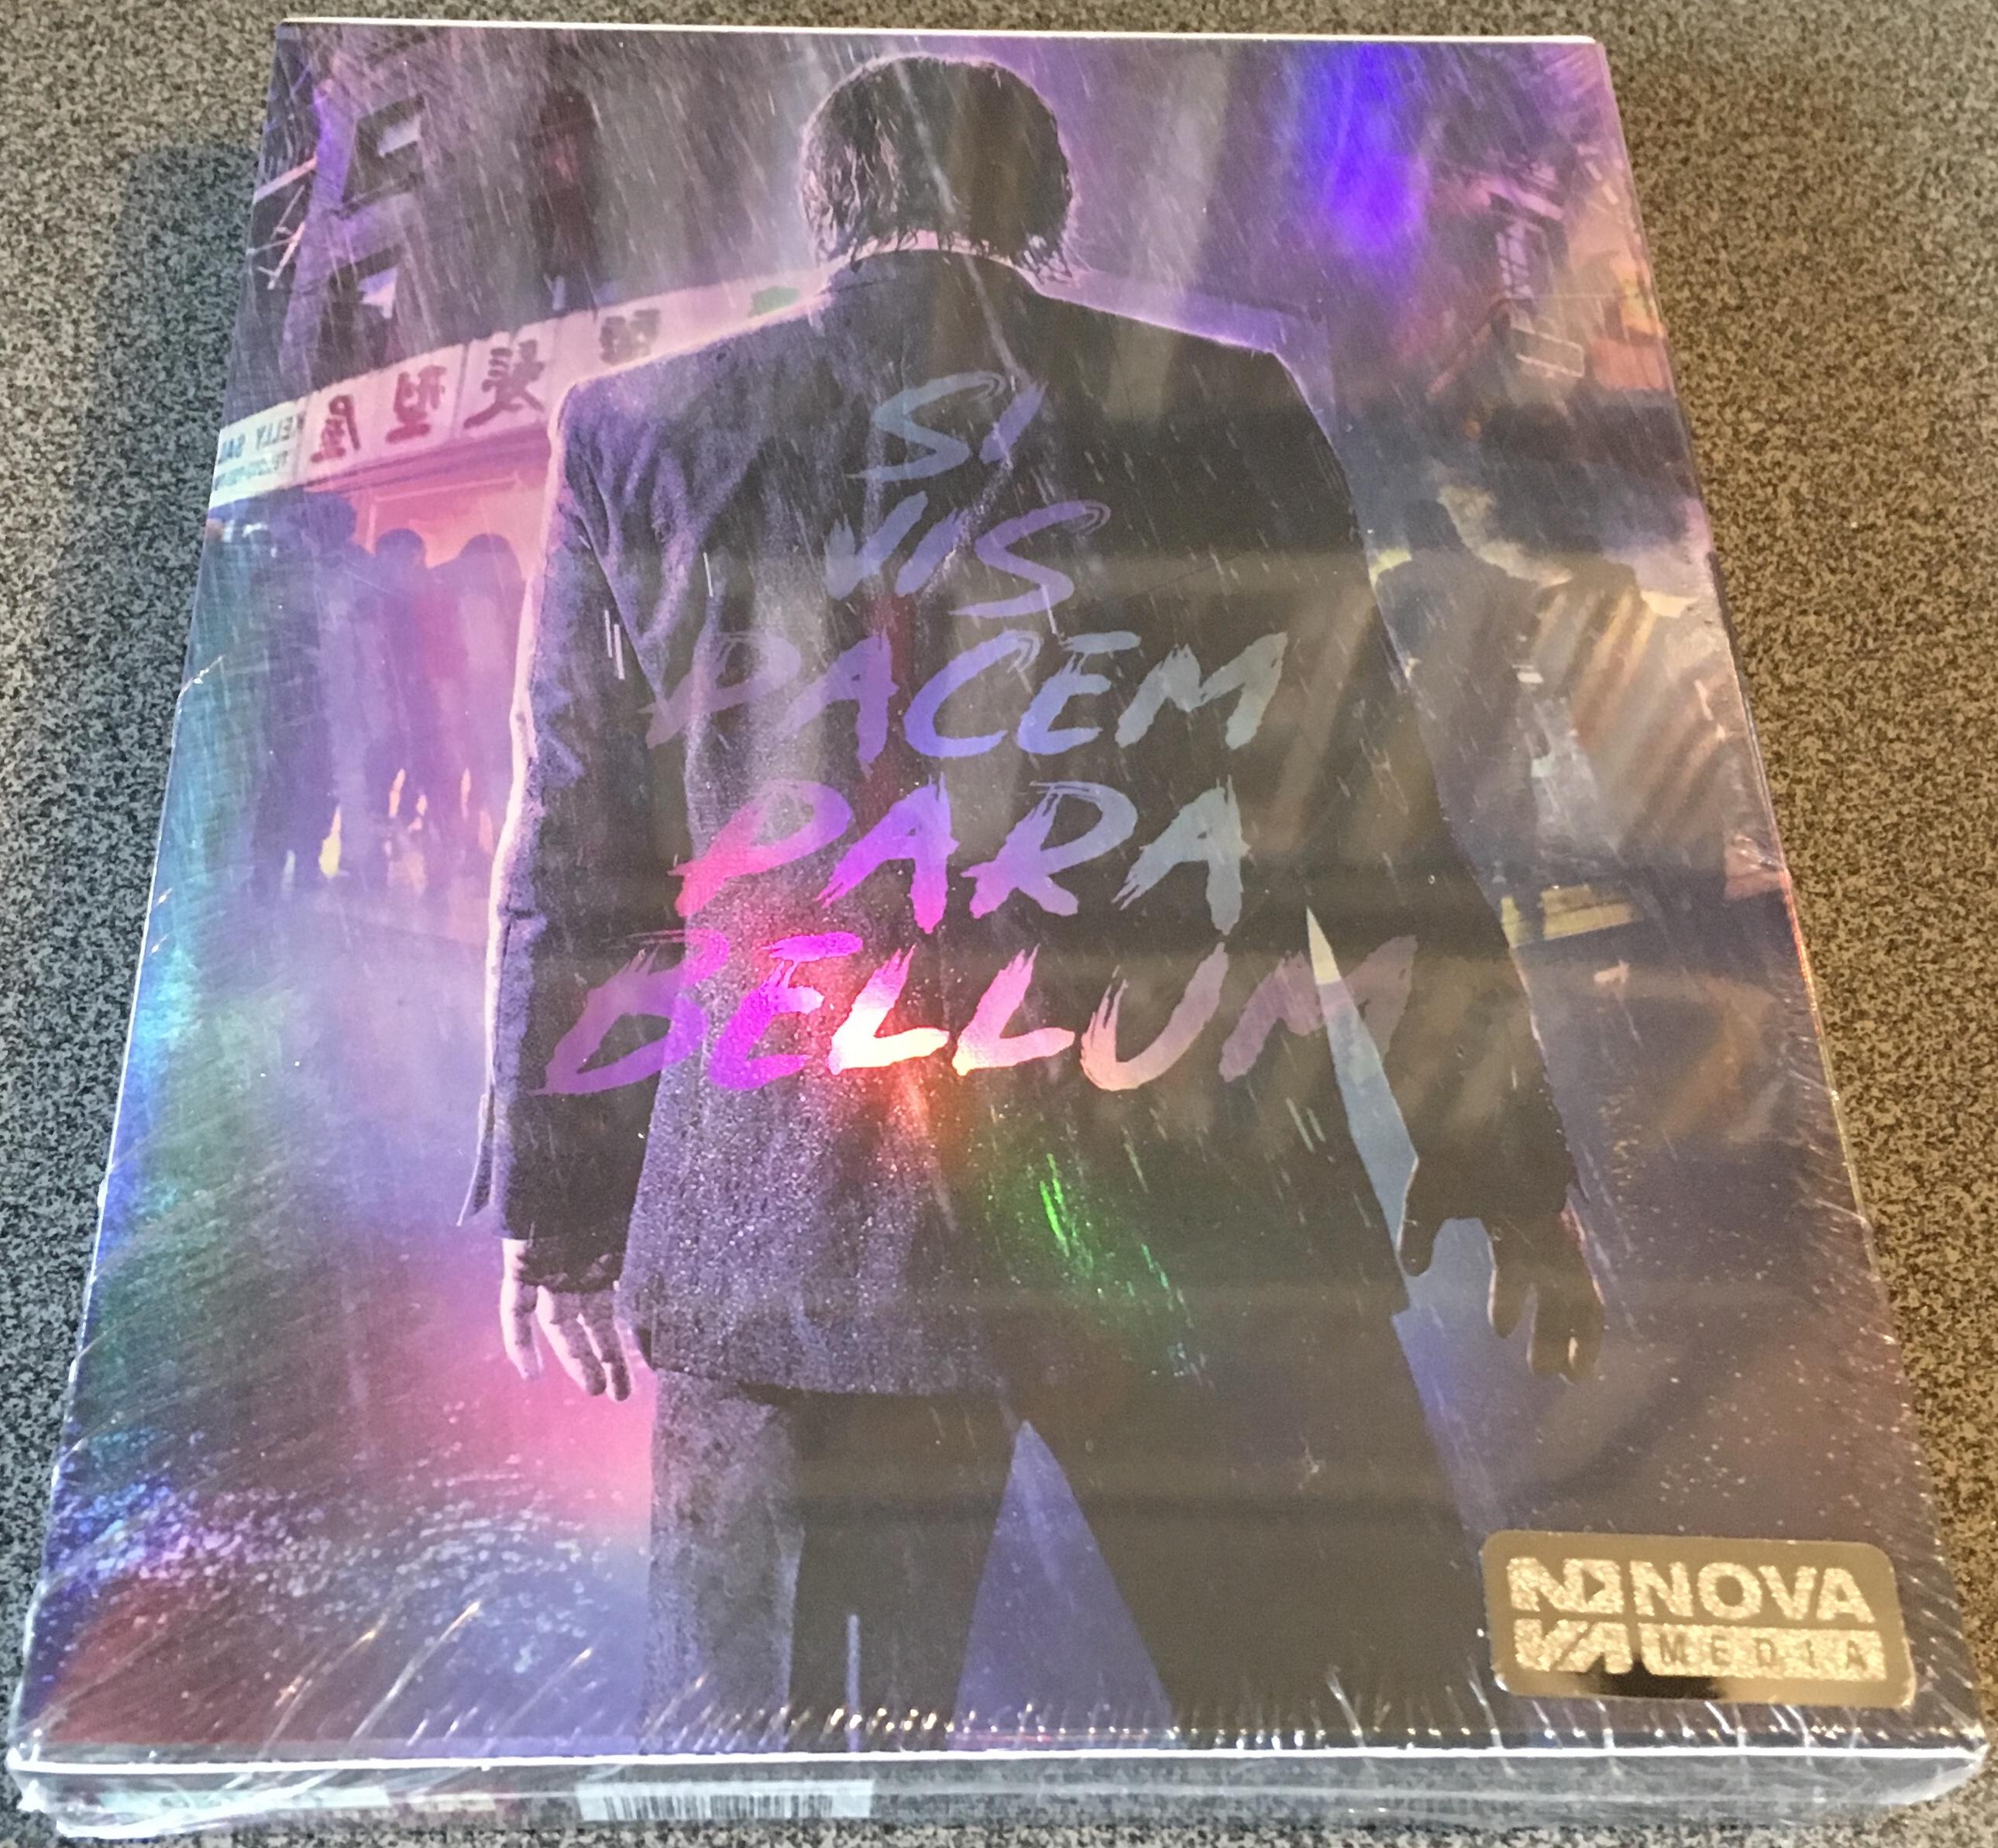 SI
VIS
PACEM
PARA
BELLUM
NOVA
MEDIA